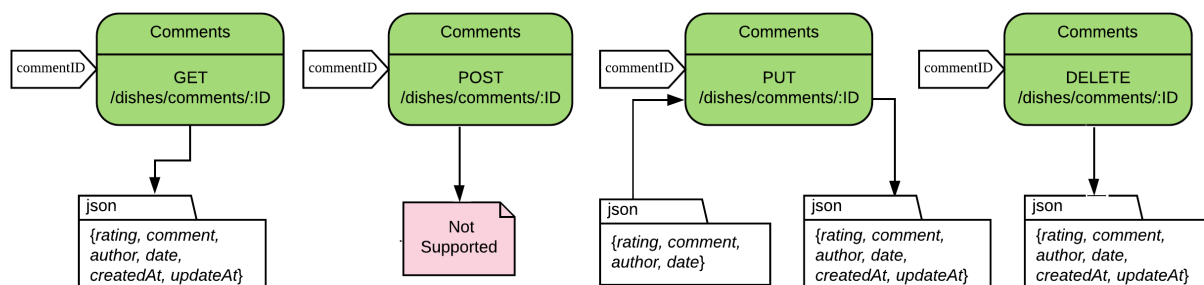 Comments
commentID
GET
/dishes/comments/:ID
json
{rating, comment,
author, date,
createdAt, updateAt}
Comments
commentID
POST
/dishes/comments/:ID
Not
Supported
Comments
commentID
PUT
/dishes/comments/:ID
json
{rating, comment,
author, date}
json
{rating, comment,
author, date,
createdAt, updateAt}
Comments
commentID
DELETE
/dishes/comments/:ID
json
{rating, comment,
author, date,
createdAt, updateAt}